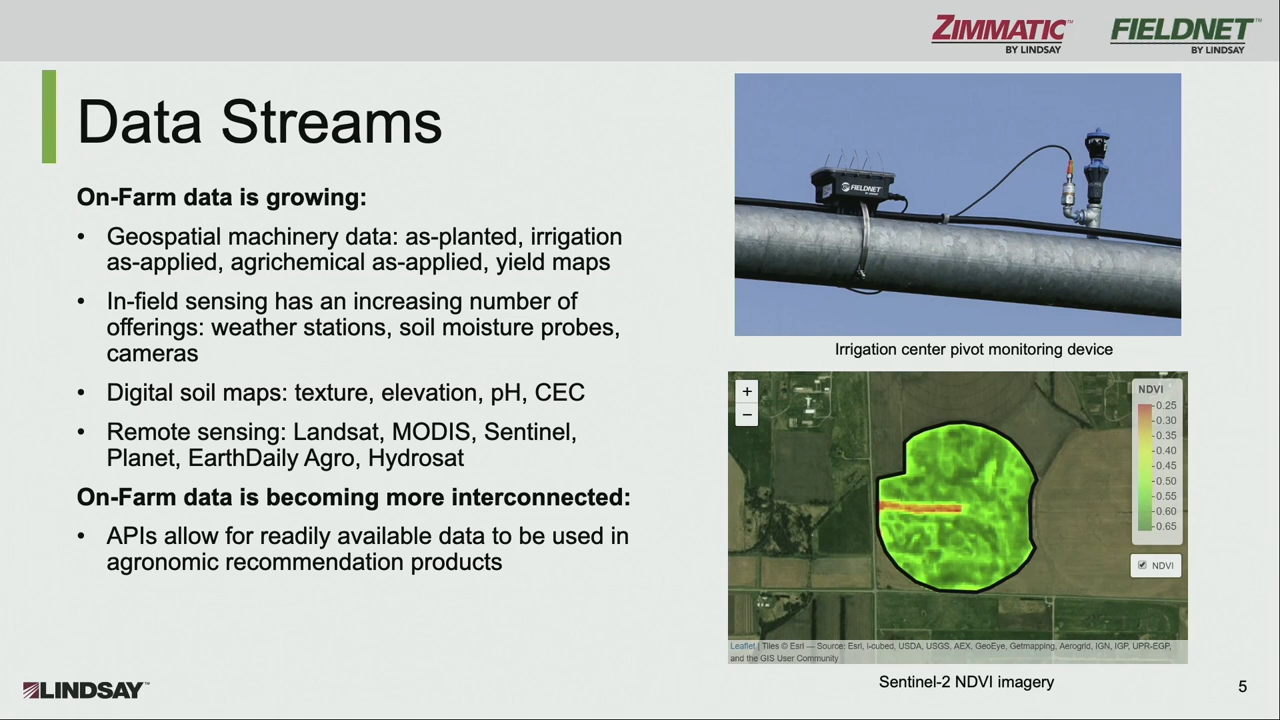 ZIMMATIC™
BY LINDSAY
FIELDNET™
BY LINDSAY
Data Streams
On-Farm data is growing:
• Geospatial machinery data: as-planted, irrigation
as-applied, agrichemical as-applied, yield maps
• In-field sensing has an increasing number of
offerings: weather stations, soil moisture probes,
cameras
• Digital soil maps: texture, elevation, pH, CEC
• Remote sensing: Landsat, MODIS, Sentinel,
Planet, EarthDaily Agro, Hydrosat
On-Farm data is becoming more interconnected:
• APIs allow for readily available data to be used in
agronomic recommendation products
FIELDNET
Irrigation center pivot monitoring device
+
−
NDVI
0.25
0.30
0.35
0.40
0.45
0.50
0.55
0.60
0.65
NDVI
Leaflet | Tiles © Esri — Source: Esri, i-cubed, USDA, USGS, AEX, GeoEye, Getmapping, Aerogrid, IGN, IGP, UPR-EGP,
and the GIS User Community
Sentinel-2 NDVI imagery
LINDSAY™
5